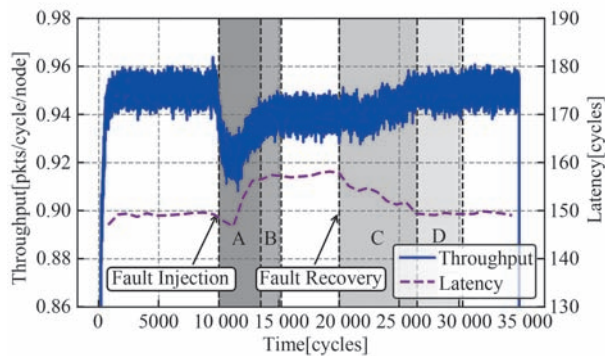 0.98
0.96
0.94
0.92
0.90
0.88
0.86
Throughput[pkts/cycle/node]
190
180
170
160
150
140
130
Latency[cycles]
A
B
C
D
Fault Injection
Fault Recovery
Throughput
Latency
0 5000 10 000 15 000 20 000 25 000 30 000 35 000
Time[cycles]